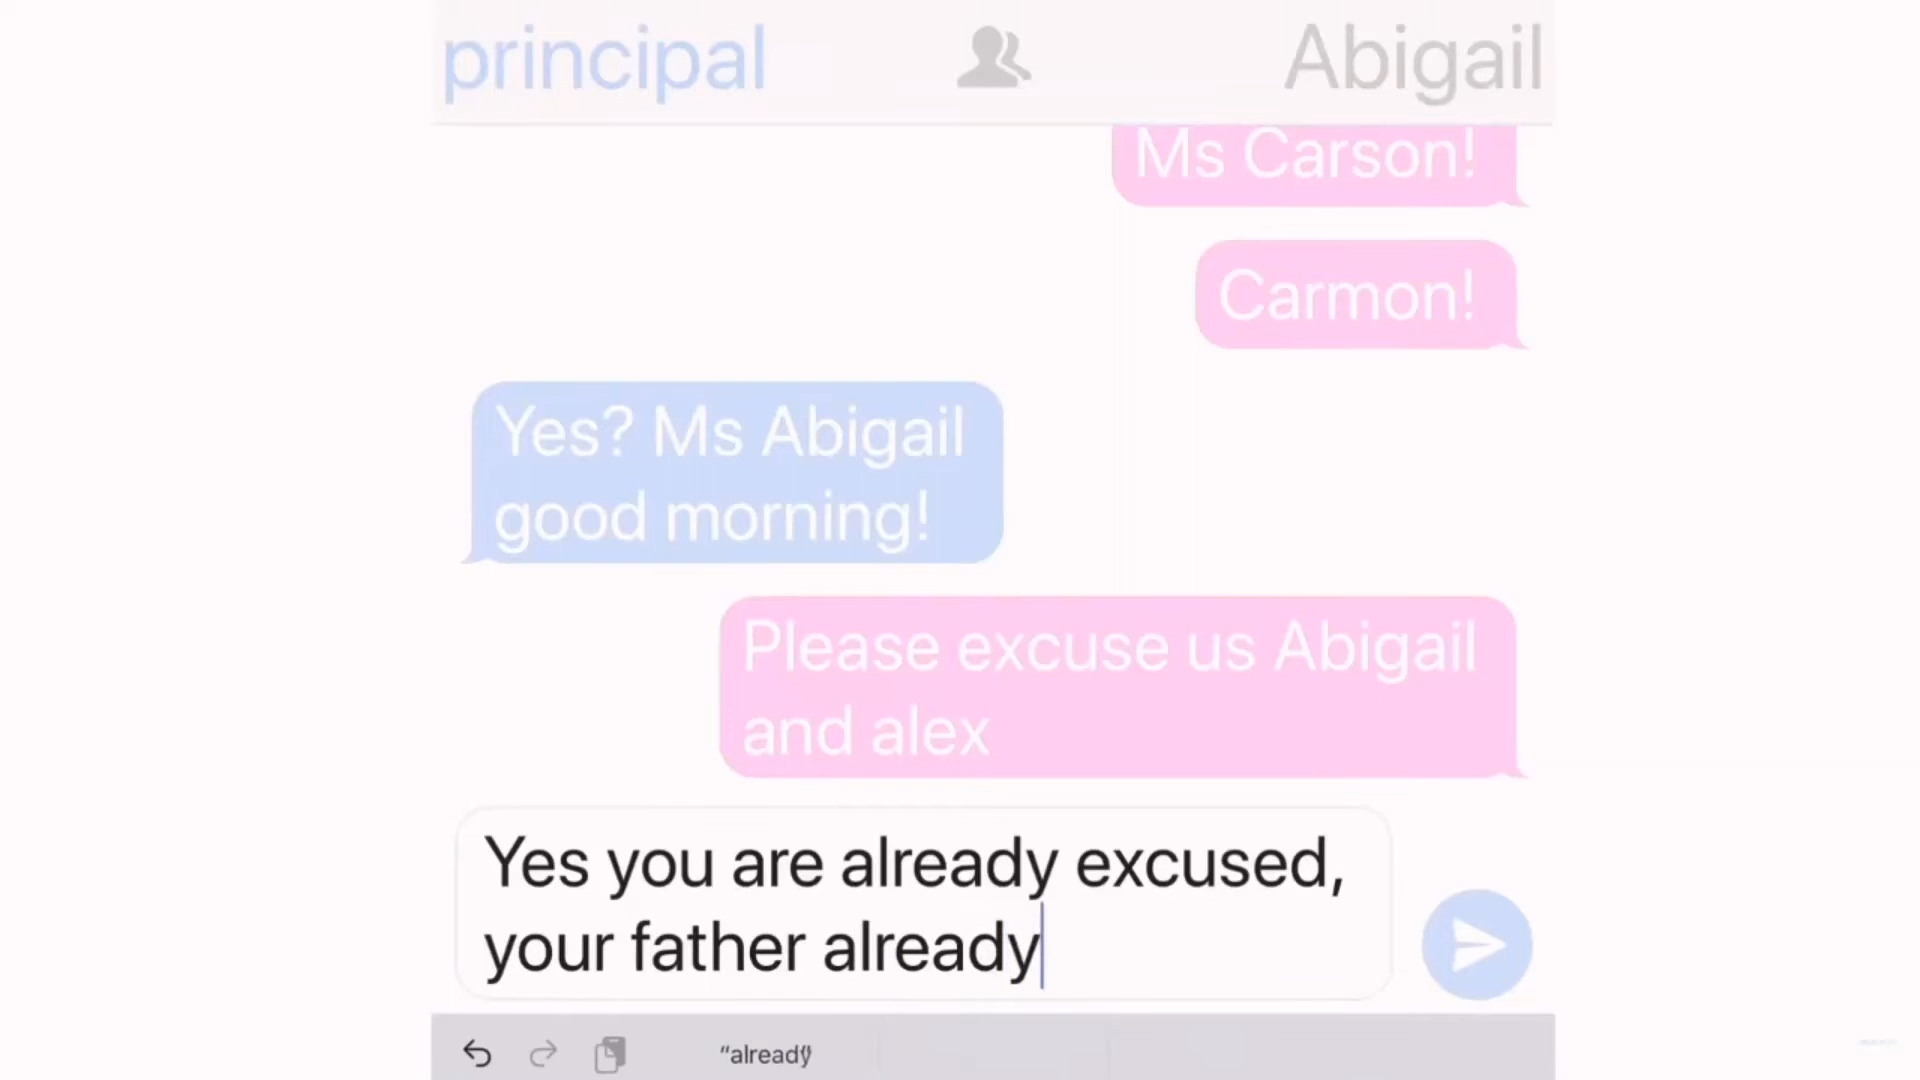 principal Abigail
Ms Carson!
Carmon!
Yes? Ms Abigail
good morning!
Please excuse us Abigail
and alex
Yes you are already excused,
your father already
“already”